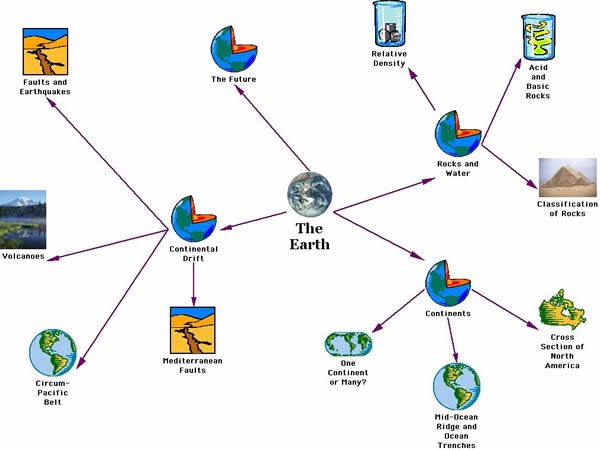 Faults and
Earthquakes
The Future
Relative
Density
Acid
and
Basic
Rocks
Rocks and
Water
Classification
of Rocks
The
Earth
Continental
Drift
Volcanoes
Mediterranean
Faults
Circum-
Pacific
Belt
Continents
One
Continent
or Many?
Mid-Ocean
Ridge and
Ocean
Trenches
Cross
Section of
North
America